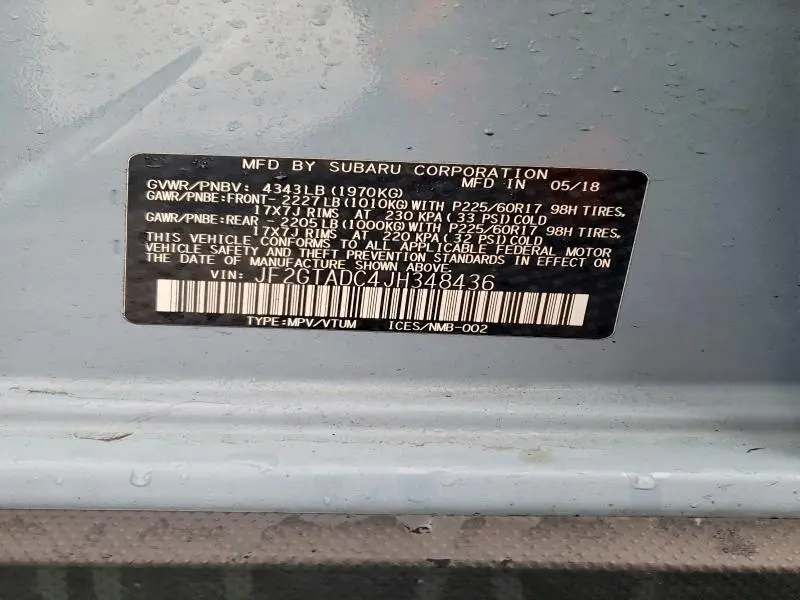 MFD BY SUBARU CORPORATION
MFD IN 05/18
GVWR/PNBV: 4343LB (1970KG)
GAWR/PNBE:FRONT- 2227LB (1010KG) WITH P225/60R17 98H TIRES,
17X7J RIMS AT 230 KPA (33 PSI) COLD
GAWR/PNBE:REAR - 2205LB (1000KG) WITH P225/60R17 98H TIRES,
17X7J RIMS AT 220 KPA (32 PSI) COLD
THIS VEHICLE CONFORMS TO ALL APPLICABLE FEDERAL MOTOR
VEHICLE SAFETY AND THEFT PREVENTION STANDARDS IN EFFECT ON
THE DATE OF MANUFACTURE SHOWN ABOVE.
VIN: JF2GTADC4JH348436
TYPE:MPV/VTUM ICES/NMB-002